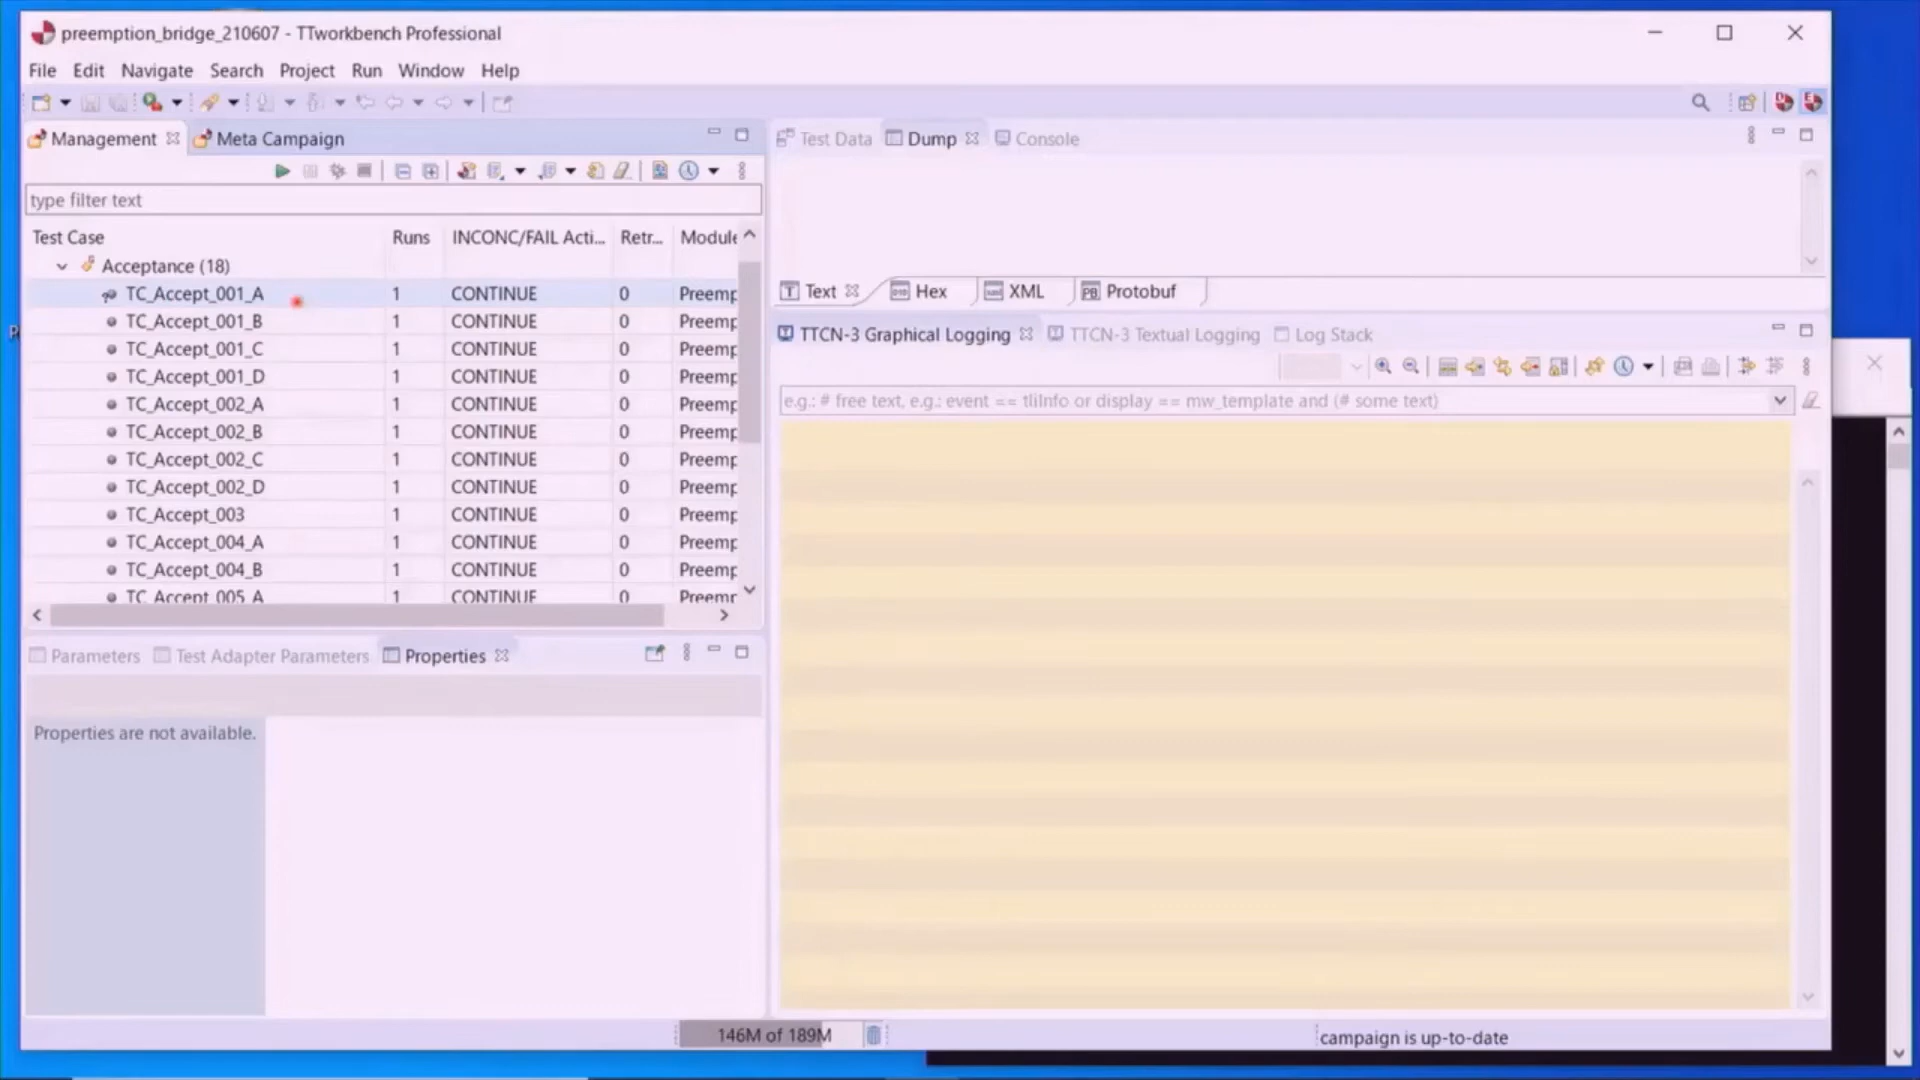 preemption_bridge_210607 - TTworkbench Professional
File Edit Navigate Search Project Run Window Help
Management Meta Campaign
type filter text
Test Case Runs INCONC/FAIL Acti... Retr... Module
Acceptance (18)
TC_Accept_001_A 1 CONTINUE 0 Preemp
TC_Accept_001_B 1 CONTINUE 0 Preemp
TC_Accept_001_C 1 CONTINUE 0 Preemp
TC_Accept_001_D 1 CONTINUE 0 Preemp
TC_Accept_002_A 1 CONTINUE 0 Preemp
TC_Accept_002_B 1 CONTINUE 0 Preemp
TC_Accept_002_C 1 CONTINUE 0 Preemp
TC_Accept_002_D 1 CONTINUE 0 Preemp
TC_Accept_003 1 CONTINUE 0 Preemp
TC_Accept_004_A 1 CONTINUE 0 Preemp
TC_Accept_004_B 1 CONTINUE 0 Preemp
TC_Accept_005_A 1 CONTINUE 0 Preemp
Parameters Test Adapter Parameters Properties
Properties are not available.
Test Data Dump Console
Text Hex XML Protobuf
TTCN-3 Graphical Logging TTCN-3 Textual Logging Log Stack
e.g.: # free text, e.g.: event == tliInfo or display == mw_template and (# some text)
146M of 189M
campaign is up-to-date